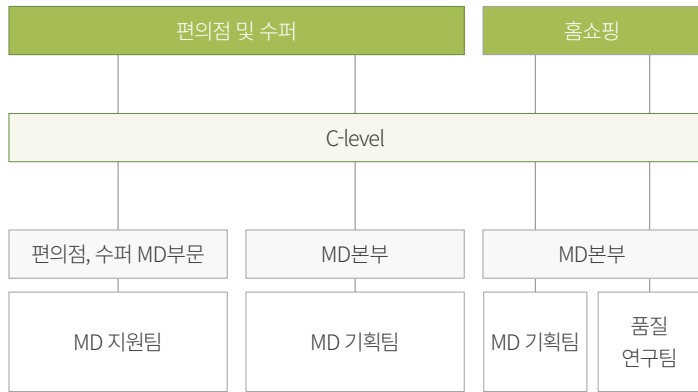 편의점 및 수퍼
홈쇼핑
C-level
편의점, 수퍼 MD부문
MD본부
MD본부
MD 지원팀
MD 기획팀
MD 기획팀
품질
연구팀